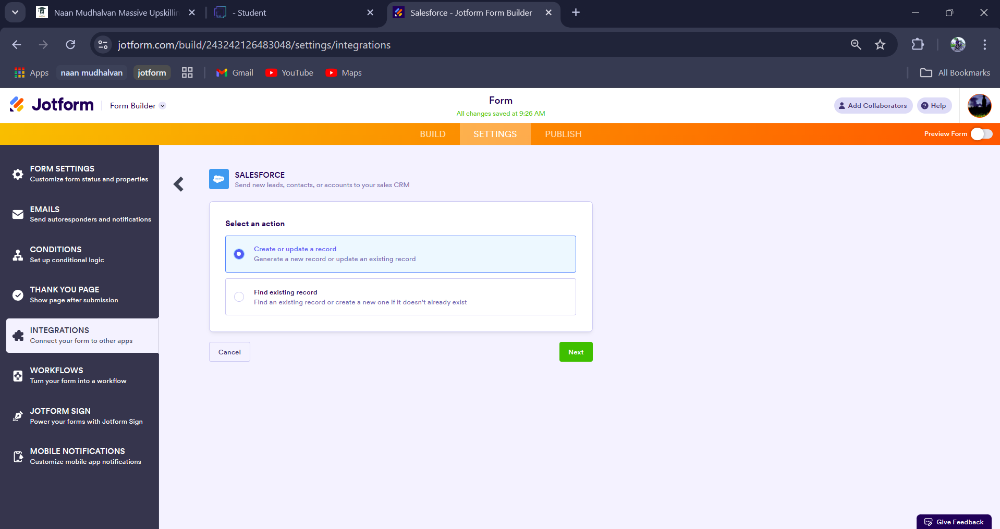 Naan Mudhalvan Massive Upskillin
- Student
Salesforce - Jotform Form Builder
jotform.com/build/243242126483048/settings/integrations
Apps
naan mudhalvan
jotform
Gmail
YouTube
Maps
All Bookmarks
Jotform
Form Builder
Form
All changes saved at 9:26 AM
Add Collaborators
Help
BUILD
SETTINGS
PUBLISH
Preview Form
FORM SETTINGS
Customize form status and properties
EMAILS
Send autoresponders and notifications
CONDITIONS
Set up conditional logic
THANK YOU PAGE
Show page after submission
INTEGRATIONS
Connect your form to other apps
WORKFLOWS
Turn your form into a workflow
JOTFORM SIGN
Power your forms with Jotform Sign
MOBILE NOTIFICATIONS
Customize mobile app notifications
SALESFORCE
Send new leads, contacts, or accounts to your sales CRM
Select an action
Create or update a record
Generate a new record or update an existing record
Find existing record
Find an existing record or create a new one if it doesn't already exist
Cancel
Next
Give Feedback